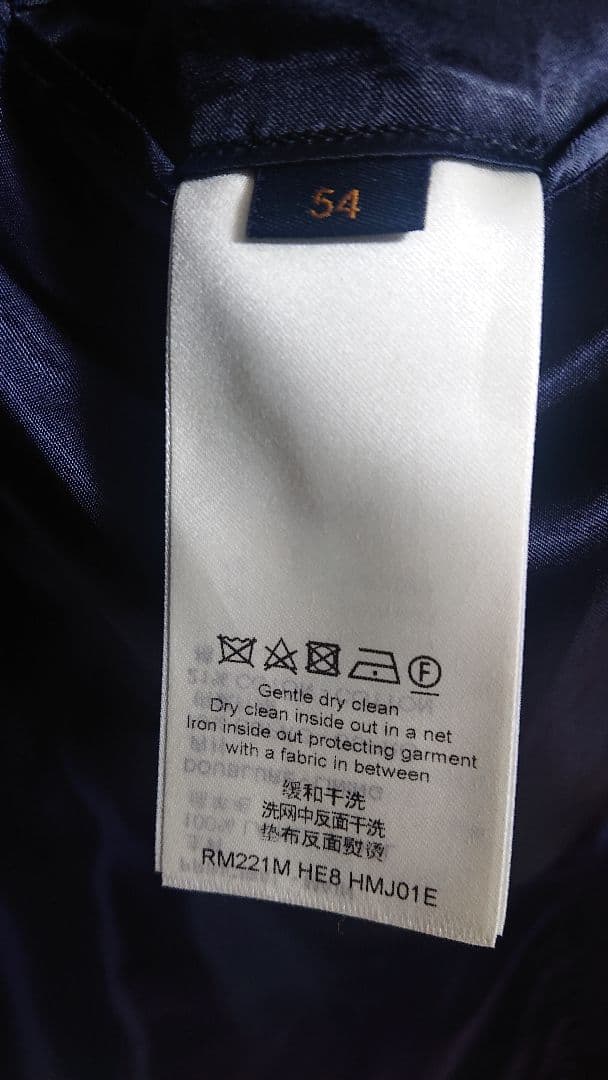 54
F
Gentle dry clean
Dry clean inside out in a net
Iron inside out protecting garment
with a fabric in between
缓和干洗
洗网中反面干洗
垫布反面熨烫
RM221M HE8 HMJ01E